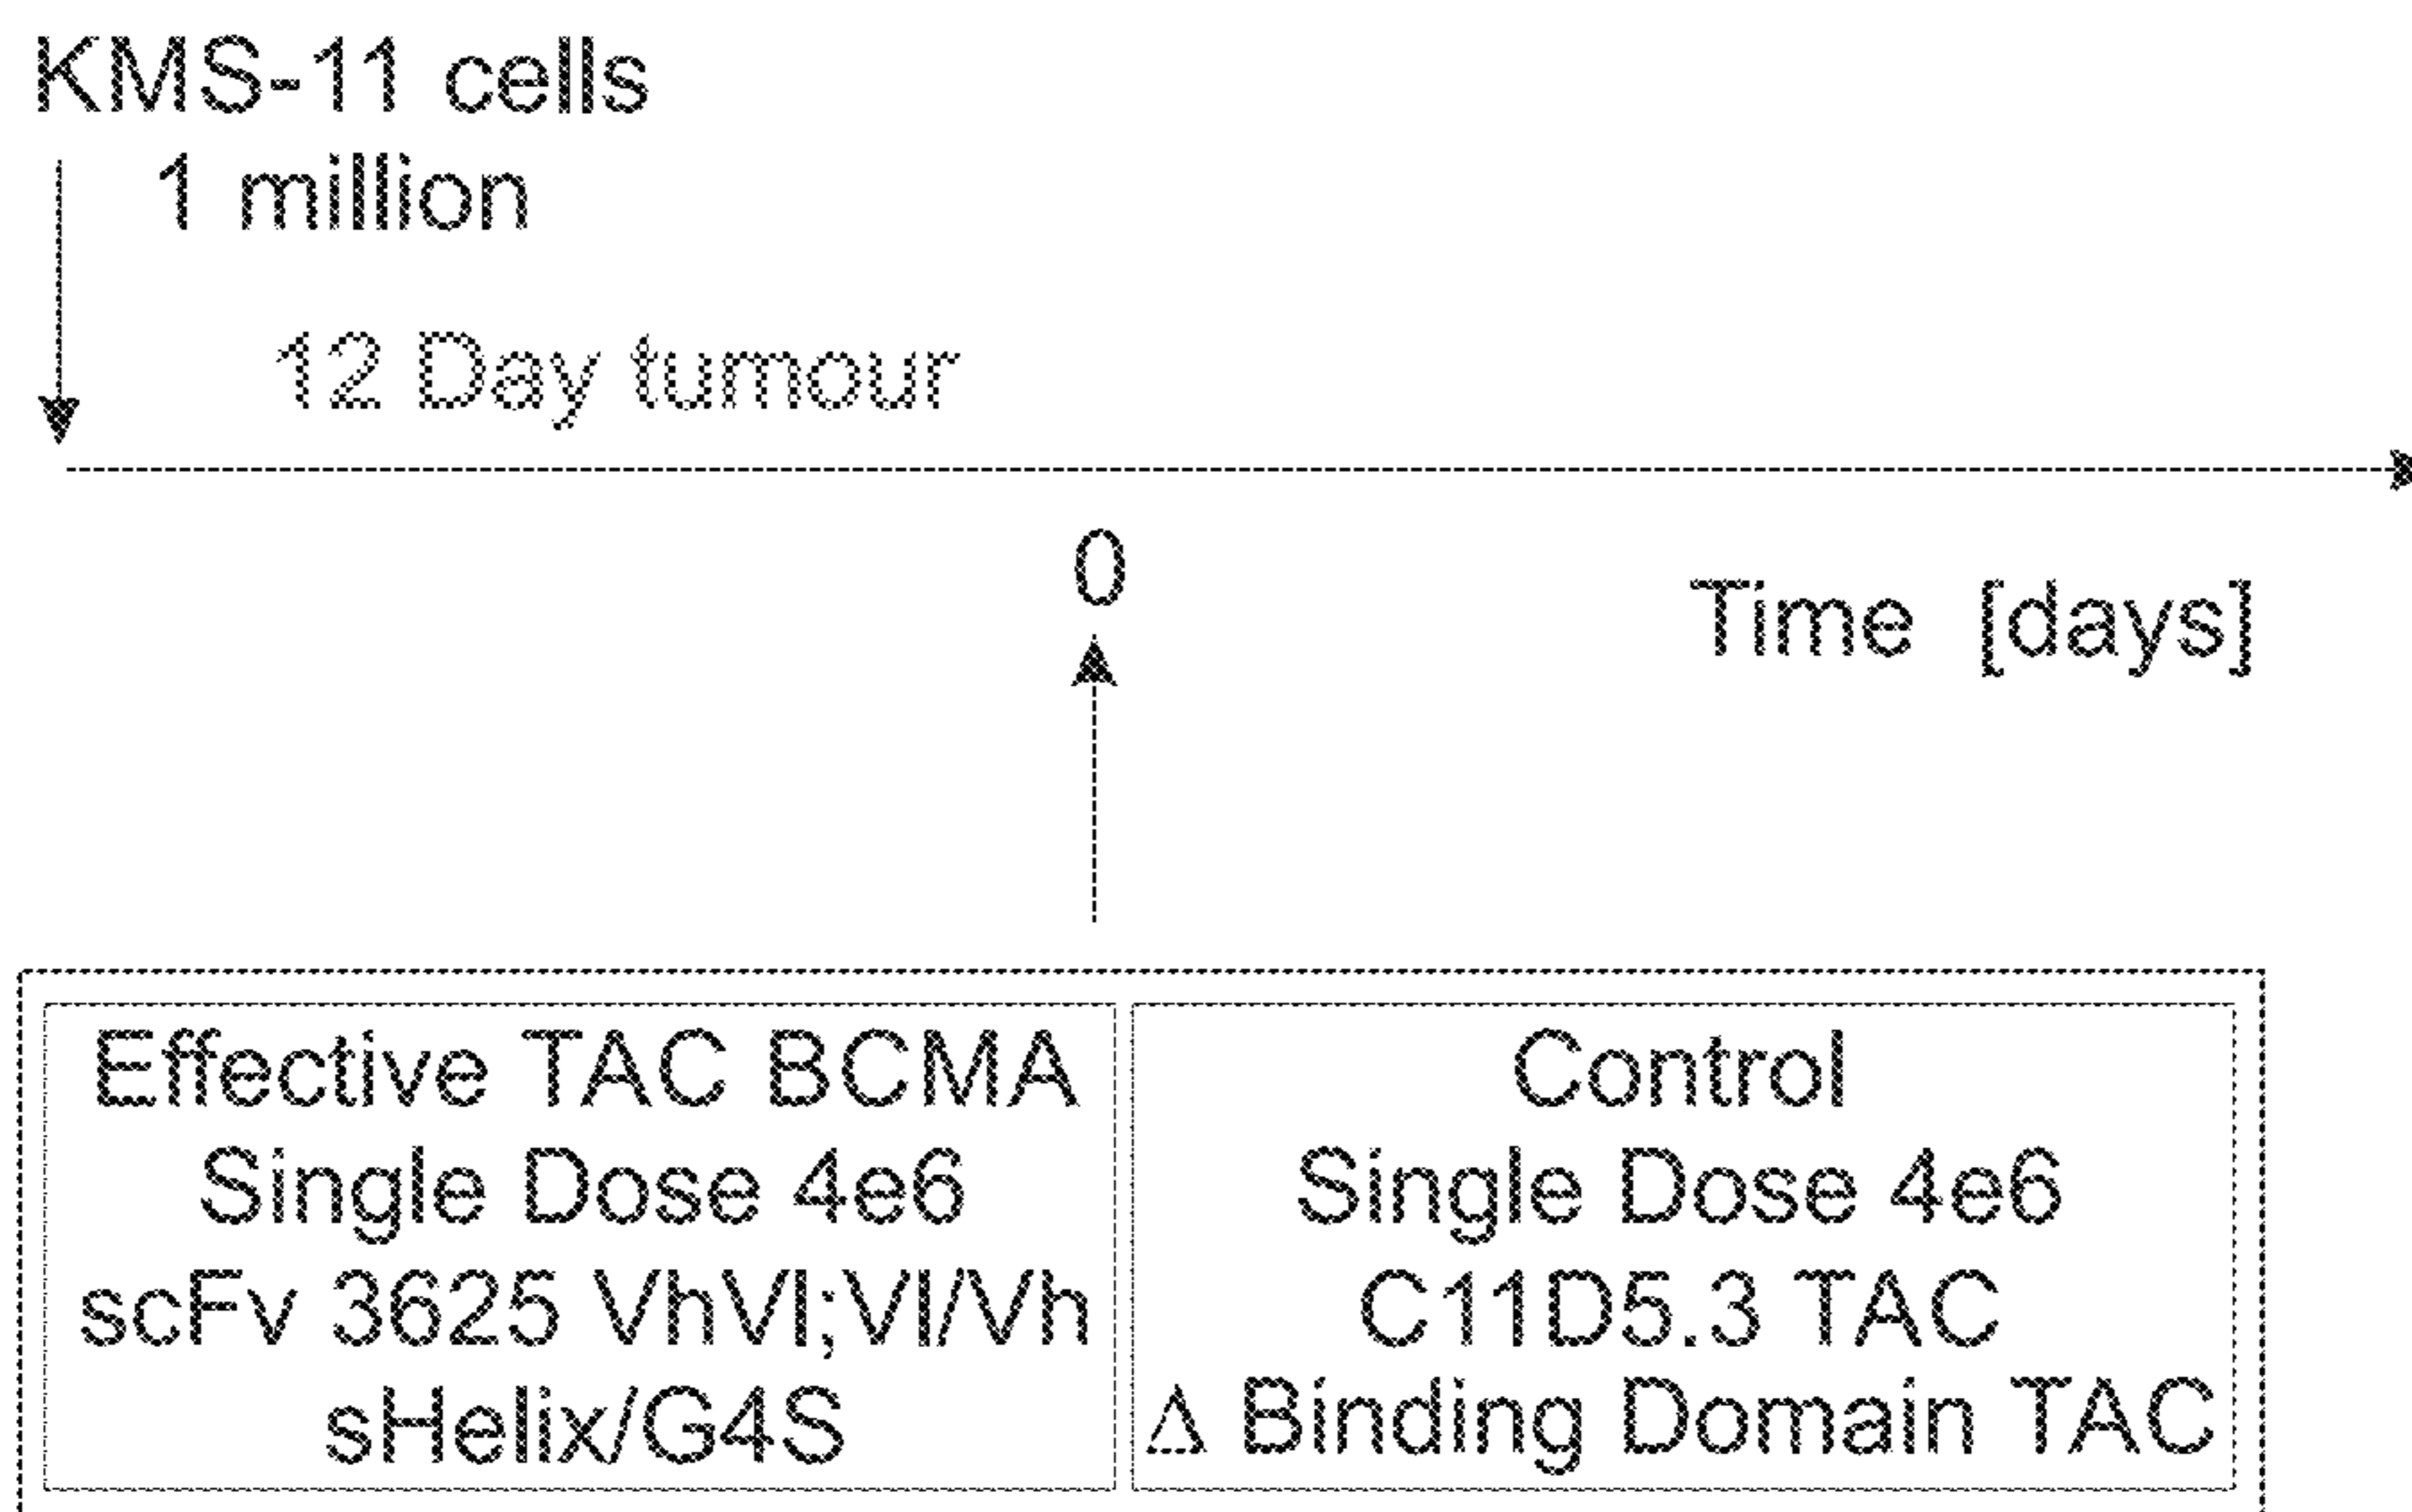 KMS-11 cells
1 million
12 Day tumour
0
Time [days]
Effective TAC BCMA
Single Dose 4e6
scFv 3625 VhVl;Vl/Vh
sHelix/G4S
Control
Single Dose 4e6
C11D5.3 TAC
Δ Binding Domain TAC